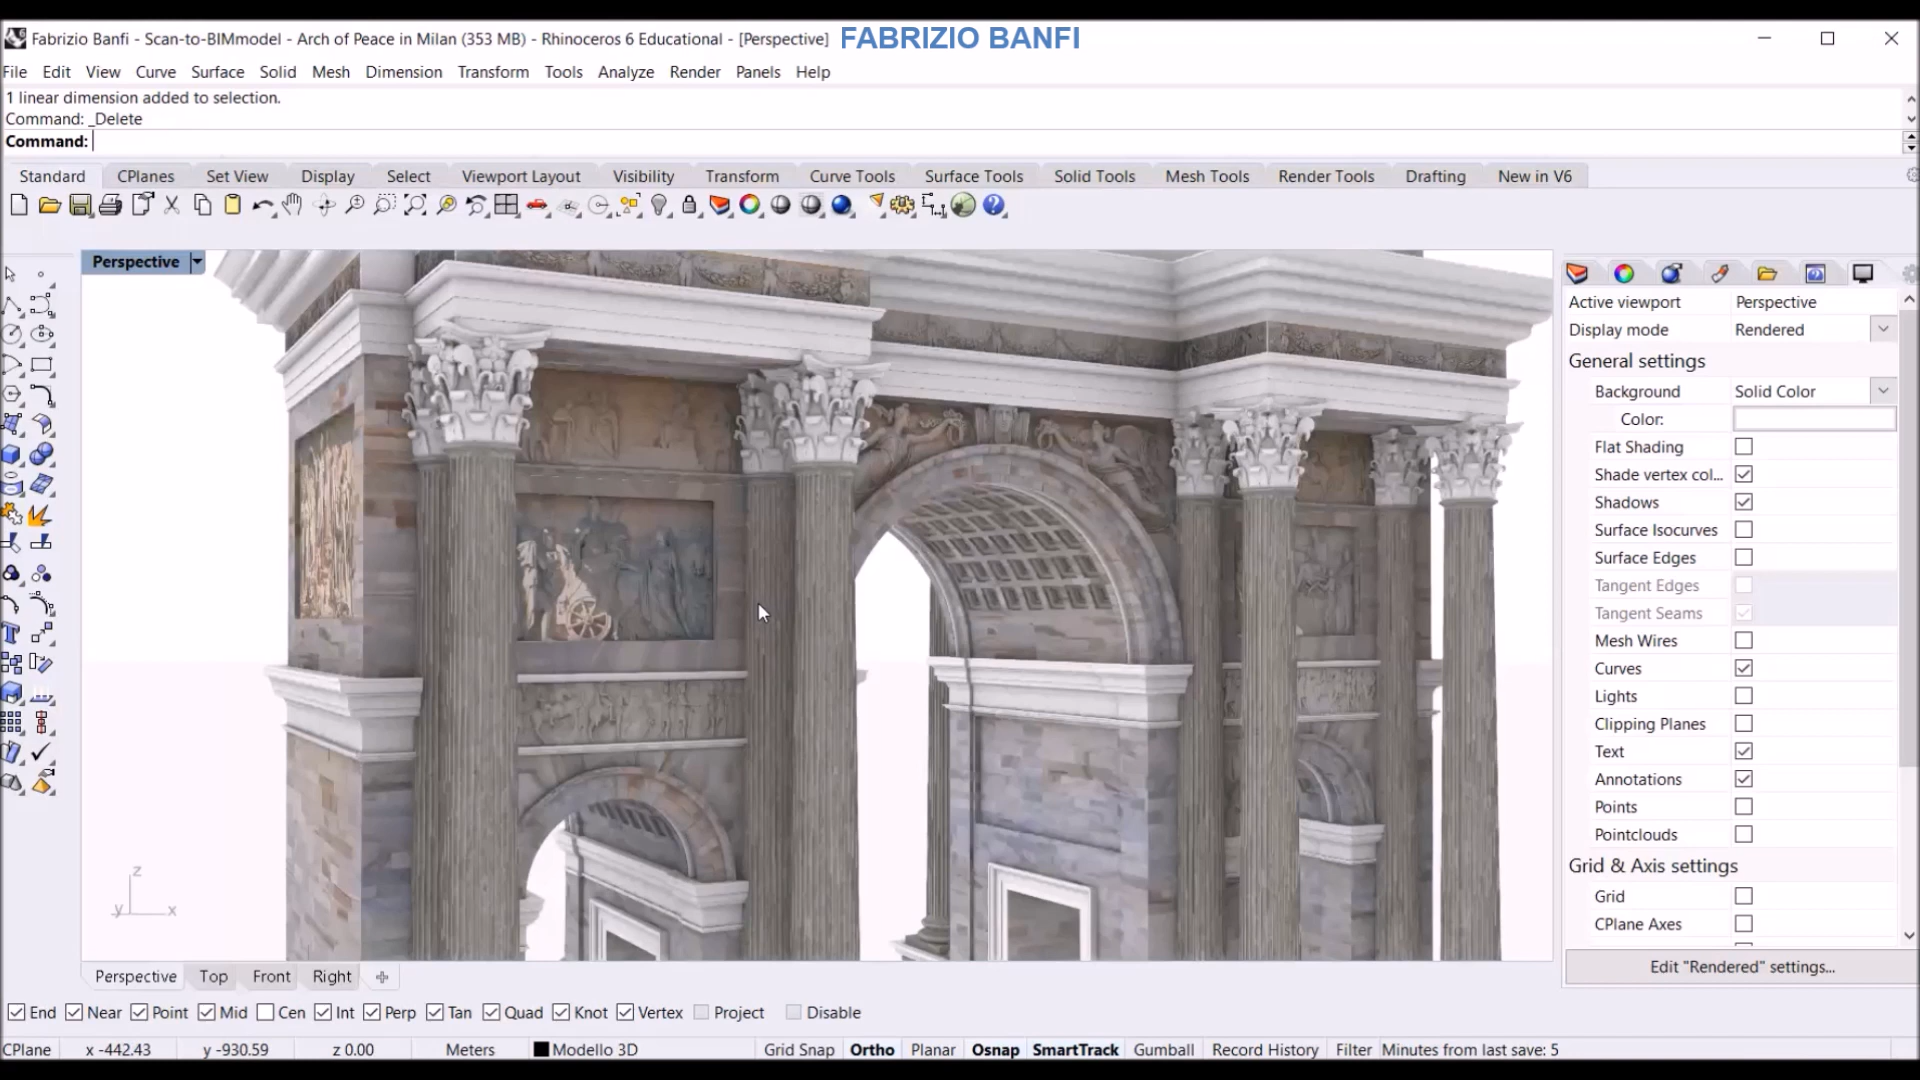 Fabrizio Banfi - Scan-to-BIMmodel - Arch of Peace in Milan (353 MB) - Rhinoceros 6 Educational - [Perspective]
FABRIZIO BANFI
File Edit View Curve Surface Solid Mesh Dimension Transform Tools Analyze Render Panels Help
1 linear dimension added to selection.
Command: _Delete
Command:
Standard CPlanes Set View Display Select Viewport Layout Visibility Transform Curve Tools Surface Tools Solid Tools Mesh Tools Render Tools Drafting New in V6
Perspective
z
y x
Active viewport Perspective
Display mode Rendered
General settings
Background Solid Color
Color:
Flat Shading
Shade vertex col...
Shadows
Surface Isocurves
Surface Edges
Tangent Edges
Tangent Seams
Mesh Wires
Curves
Lights
Clipping Planes
Text
Annotations
Points
Pointclouds
Grid & Axis settings
Grid
CPlane Axes
Edit "Rendered" settings...
Perspective Top Front Right
End Near Point Mid Cen Int Perp Tan Quad Knot Vertex Project Disable
CPlane x -442.43 y -930.59 z 0.00 Meters Modello 3D Grid Snap Ortho Planar Osnap SmartTrack Gumball Record History Filter Minutes from last save: 5